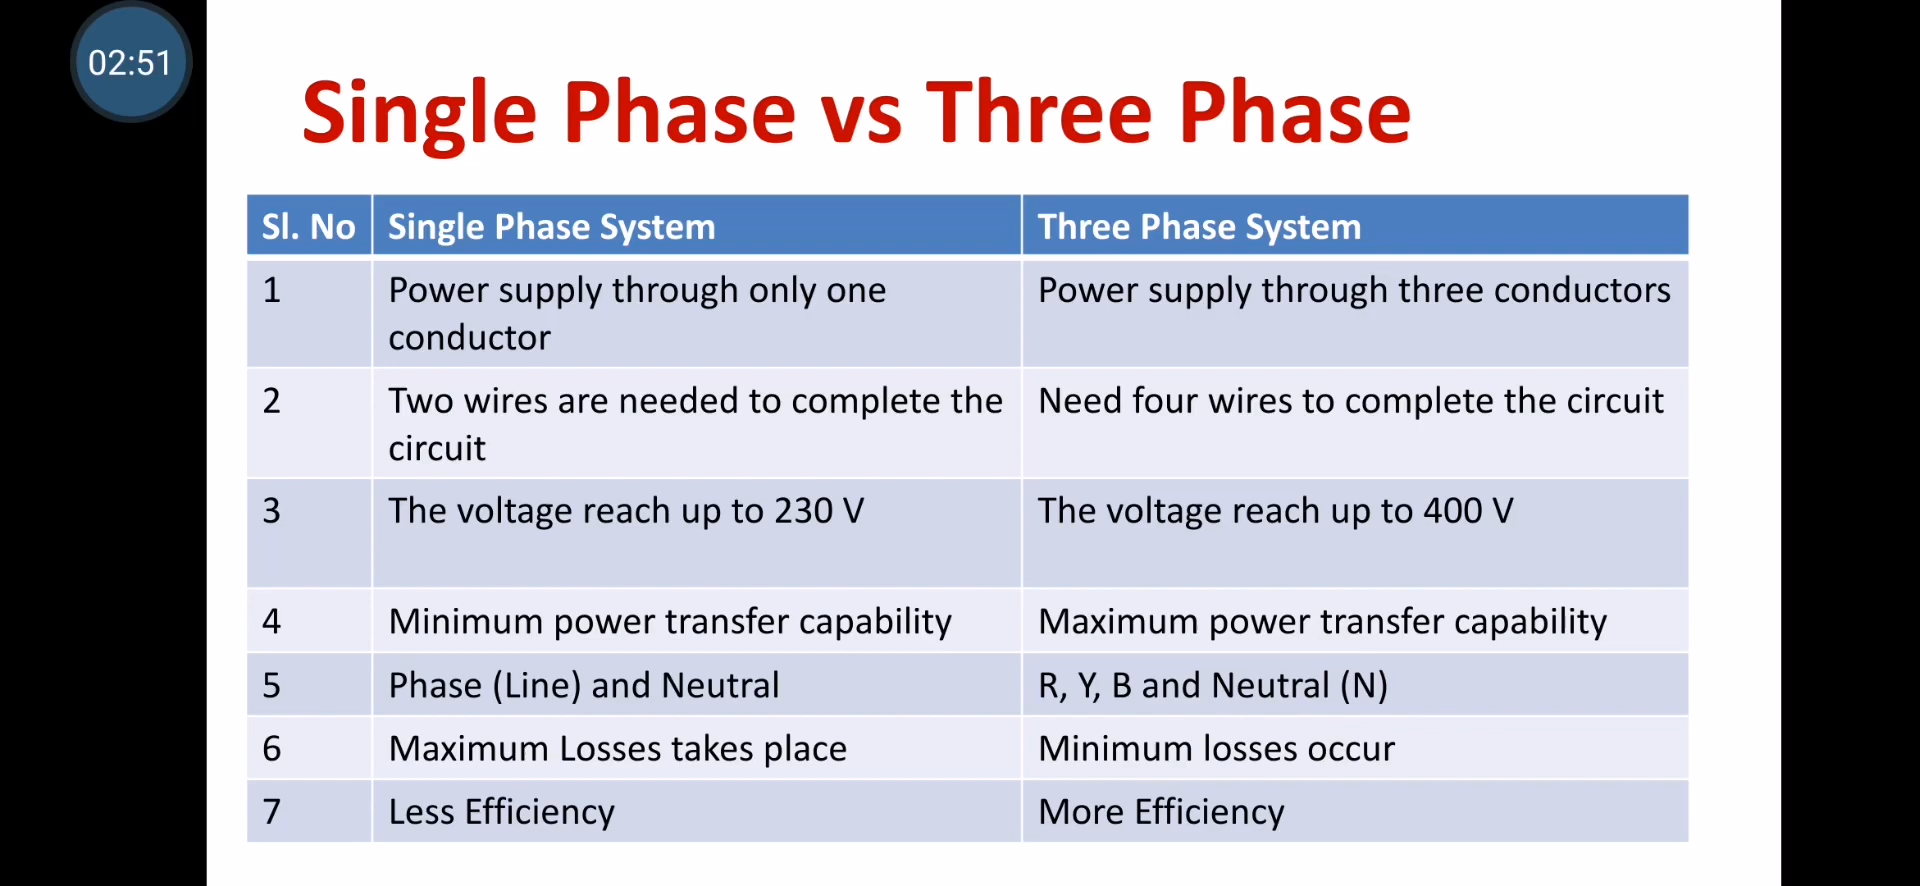 02:51
Single Phase vs Three Phase
Sl. No Single Phase System Three Phase System
1 Power supply through only one Power supply through three conductors
conductor
2 Two wires are needed to complete the Need four wires to complete the circuit
circuit
3 The voltage reach up to 230 V The voltage reach up to 400 V
4 Minimum power transfer capability Maximum power transfer capability
5 Phase (Line) and Neutral R, Y, B and Neutral (N)
6 Maximum Losses takes place Minimum losses occur
7 Less Efficiency More Efficiency